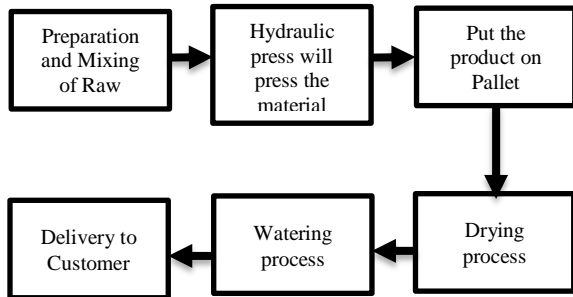 Preparation
and Mixing
of Raw
Hydraulic
press will
press the
material
Put the
product on
Pallet
Drying
process
Watering
process
Delivery to
Customer